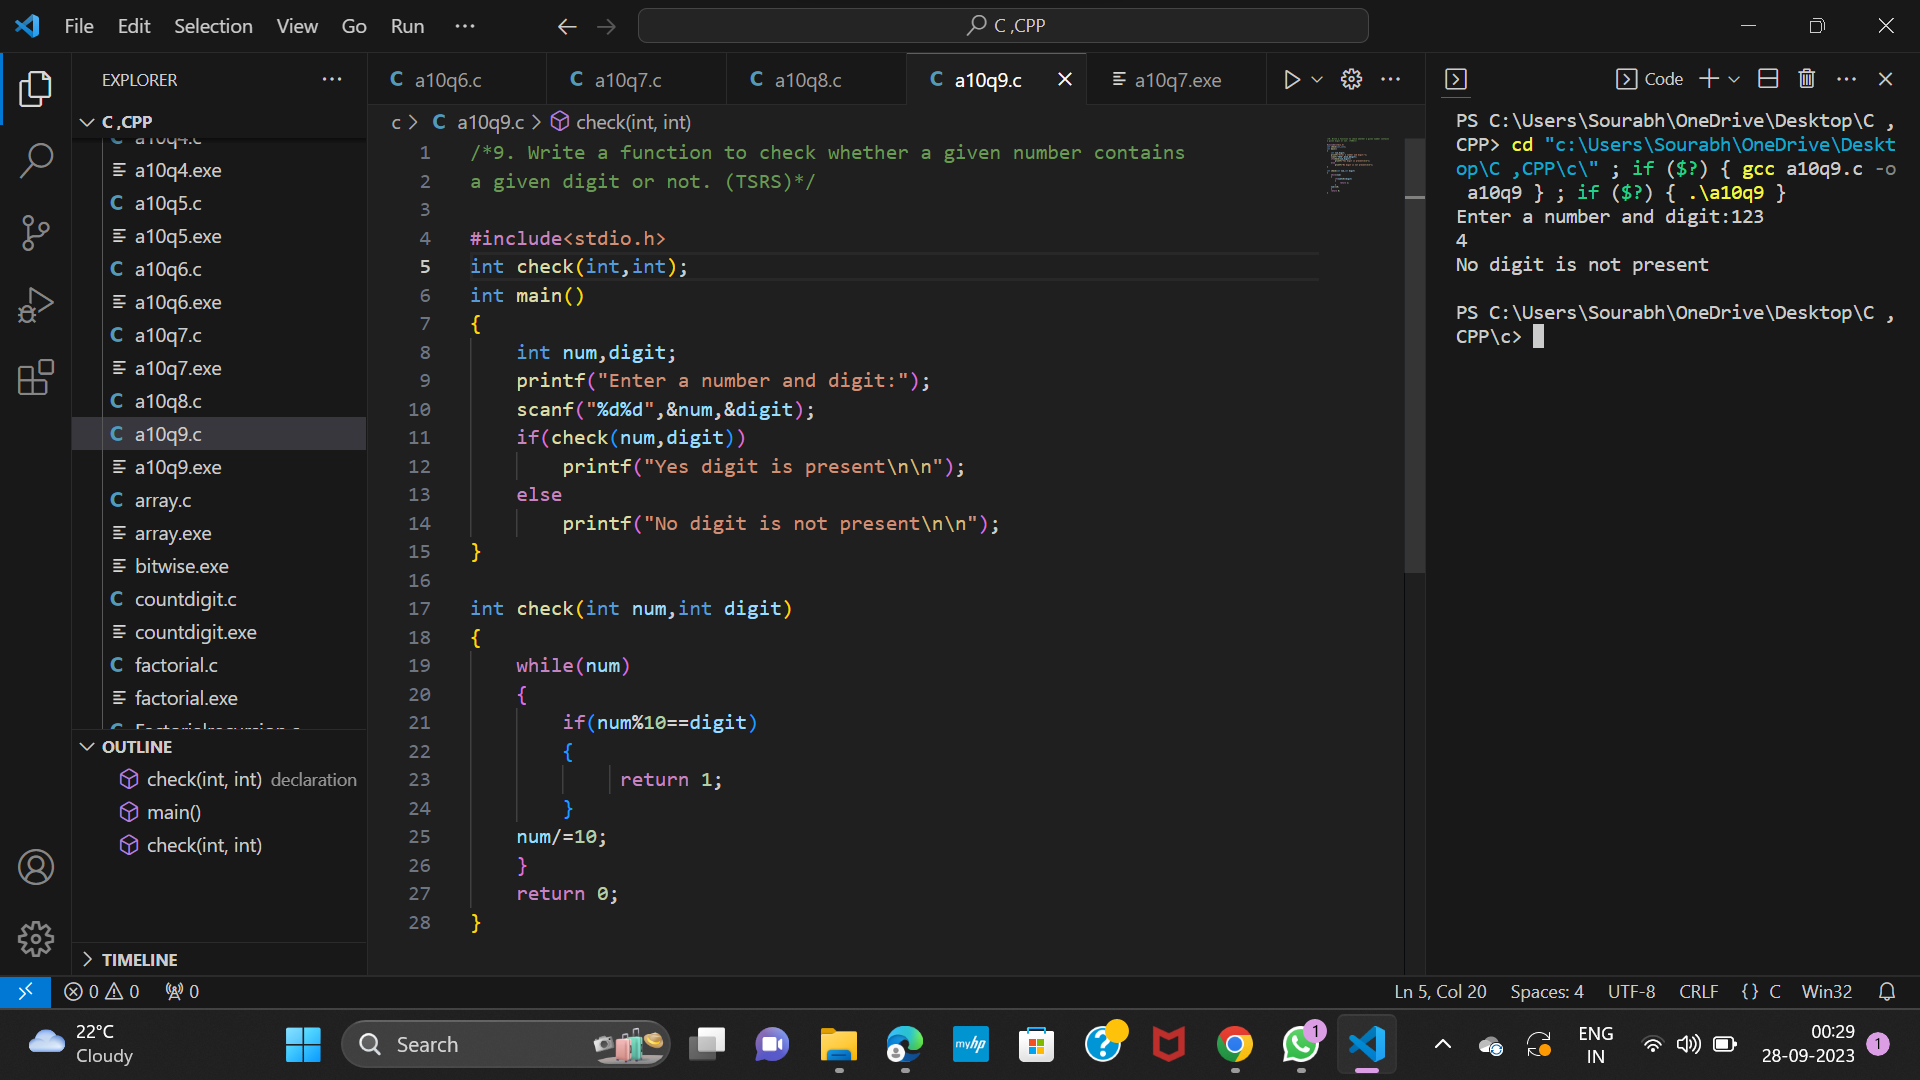 File Edit Selection View Go Run ···
C ,CPP
EXPLORER ···
C ,CPP
a10q4.c
a10q4.exe
a10q5.c
a10q5.exe
a10q6.c
a10q6.exe
a10q7.c
a10q7.exe
a10q8.c
a10q9.c
a10q9.exe
array.c
array.exe
bitwise.exe
countdigit.c
countdigit.exe
factorial.c
factorial.exe
OUTLINE
check(int, int) declaration
main()
check(int, int)
TIMELINE
a10q6.c a10q7.c a10q8.c a10q9.c a10q7.exe
c > C a10q9.c > check(int, int)
1 /*9. Write a function to check whether a given number contains
2 a given digit or not. (TSRS)*/
3
4 #include<stdio.h>
5 int check(int,int);
6 int main()
7 {
8 int num,digit;
9 printf("Enter a number and digit:");
10 scanf("%d%d",&num,&digit);
11 if(check(num,digit))
12 printf("Yes digit is present\n\n");
13 else
14 printf("No digit is not present\n\n");
15 }
16
17 int check(int num,int digit)
18 {
19 while(num)
20 {
21 if(num%10==digit)
22 {
23 return 1;
24 }
25 num/=10;
26 }
27 return 0;
28 }
Code
PS C:\Users\Sourabh\OneDrive\Desktop\C ,
CPP> cd "c:\Users\Sourabh\OneDrive\Deskt
op\C ,CPP\c\" ; if ($?) { gcc a10q9.c -o
a10q9 } ; if ($?) { .\a10q9 }
Enter a number and digit:123
4
No digit is not present
PS C:\Users\Sourabh\OneDrive\Desktop\C ,
CPP\c>
0 0 0
Ln 5, Col 20 Spaces: 4 UTF-8 CRLF {} C Win32
22°C
Cloudy
Search
myhp
1
ENG
IN
00:29
28-09-2023
1